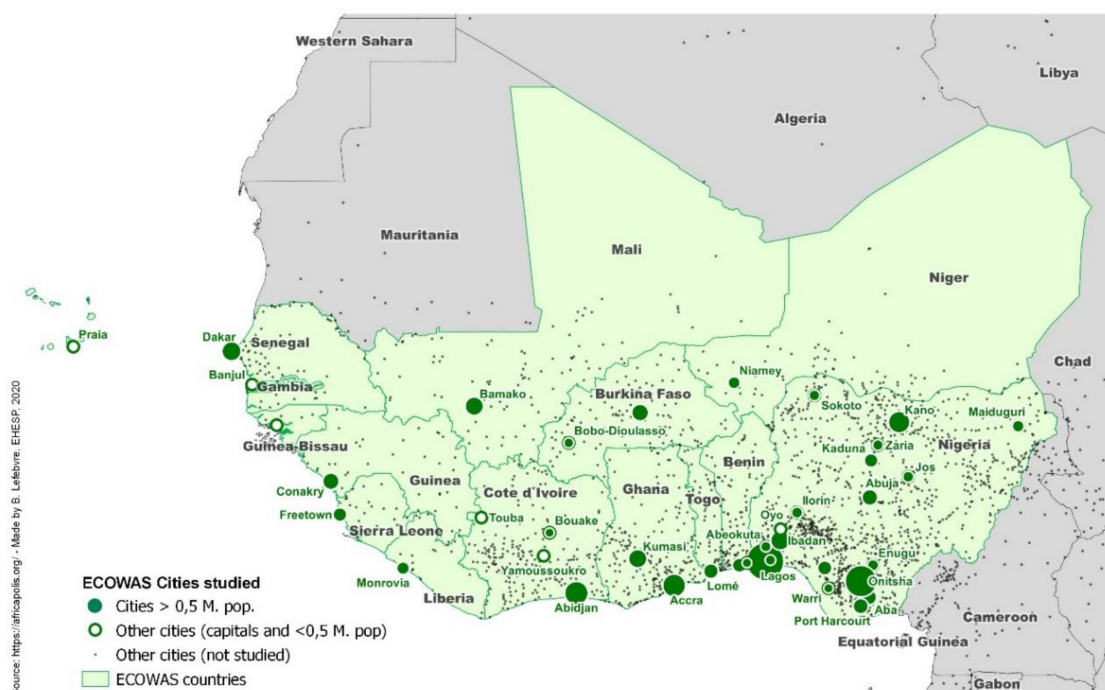 Western Sahara
Libya
Algeria
Mauritania
Mali
Niger
Praia
Dakar
Senegal
Chad
Banjul
Gambia
Niamey
Bamako
Burkina Faso
Sokoto
Kano
Maiduguri
Guinea-Bissau
Bobo-Dioulasso
Zaria
Nigeria
Kaduna
Benin
Jos
Conakry
Guinea
Cote d'Ivoire
Ghana
Togo
Abuja
Ilorin
Freetown
Touba
Bouake
Oyo
Sierra Leone
Abeokuta
Ibadan
Kumasi
Enugu
Yamoussoukro
Monrovia
Lomé
Lagos
Onitsha
Liberia
Warri
Abidjan
Accra
Aba
Port Harcourt
Cameroon
Equatorial Guinea
Gabon
ECOWAS Cities studied
Cities > 0,5 M. pop.
Other cities (capitals and <0,5 M. pop)
Other cities (not studied)
ECOWAS countries
Source: https://africapolis.org/ - Made by B. Lefebvre, EHESP, 2020